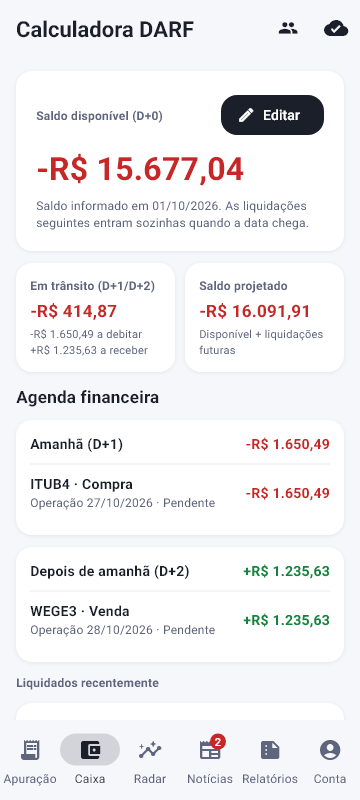 Calculadora DARF
Saldo disponível (D+0)
Editar
-R$ 15.677,04
Saldo informado em 01/10/2026. As liquidações
seguintes entram sozinhas quando a data chega.
Em trânsito (D+1/D+2)
-R$ 414,87
-R$ 1.650,49 a debitar
+R$ 1.235,63 a receber
Saldo projetado
-R$ 16.091,91
Disponível + liquidações
futuras
Agenda financeira
Amanhã (D+1)
-R$ 1.650,49
ITUB4 · Compra
Operação 27/10/2026 · Pendente
-R$ 1.650,49
Depois de amanhã (D+2)
+R$ 1.235,63
WEGE3 · Venda
Operação 28/10/2026 · Pendente
+R$ 1.235,63
Liquidados recentemente
2
Apuração
Caixa
Radar
Notícias
Relatórios
Conta